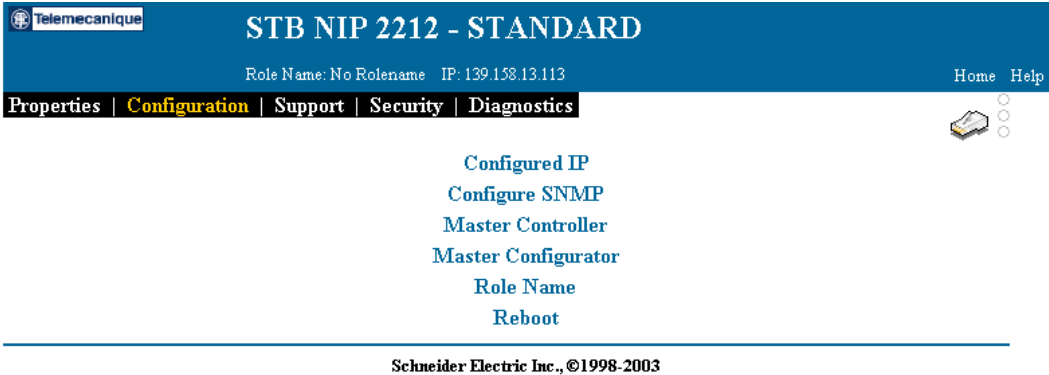 Telemecanique
STB NIP 2212 - STANDARD
Role Name: No Rolename IP: 139.158.13.113
Home Help
Properties | Configuration | Support | Security | Diagnostics
Configured IP
Configure SNMP
Master Controller
Master Configurator
Role Name
Reboot
Schneider Electric Inc., ©1998-2003